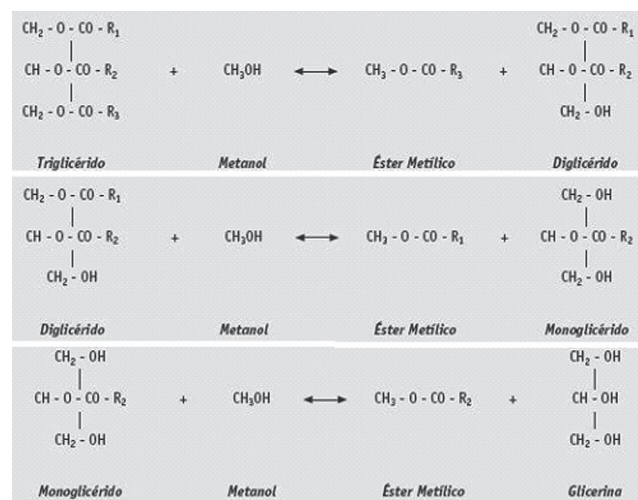 CH₂ - O - CO - R₁ CH₂ - O - CO - R₁
CH - O - CO - R₂ + CH₃OH ⟷ CH₃ - O - CO - R₃ + CH - O - CO - R₂
CH₂ - O - CO - R₃ CH₂ - OH
Triglicérido Metanol Éster Metílico Diglicérido
CH₂ - O - CO - R₁ CH₂ - OH
CH - O - CO - R₂ + CH₃OH ⟷ CH₃ - O - CO - R₁ + CH - O - CO - R₂
CH₂ - OH CH₂ - OH
Diglicérido Metanol Éster Metílico Monoglicérido
CH₂ - OH CH₂ - OH
CH - O - CO - R₂ + CH₃OH ⟷ CH₃ - O - CO - R₂ + CH - OH
CH₂ - OH CH₂ - OH
Monoglicérido Metanol Éster Metílico Glicerina